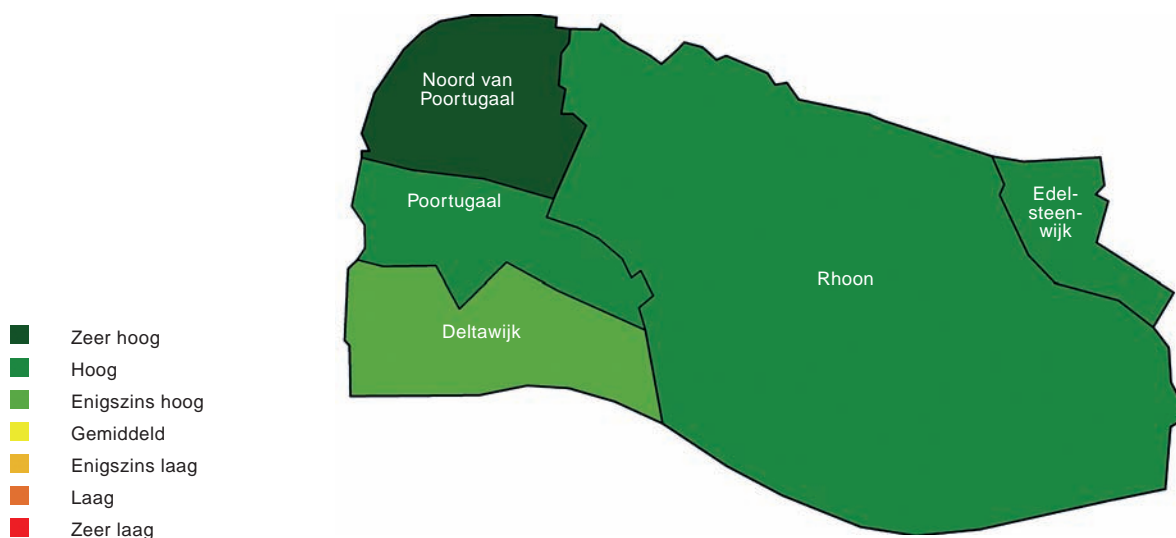 Noord van
Poortugaal
Poortugaal
Edel-
steen-
wijk
Rhoon
Deltawijk
Zeer hoog
Hoog
Enigszins hoog
Gemiddeld
Enigszins laag
Laag
Zeer laag